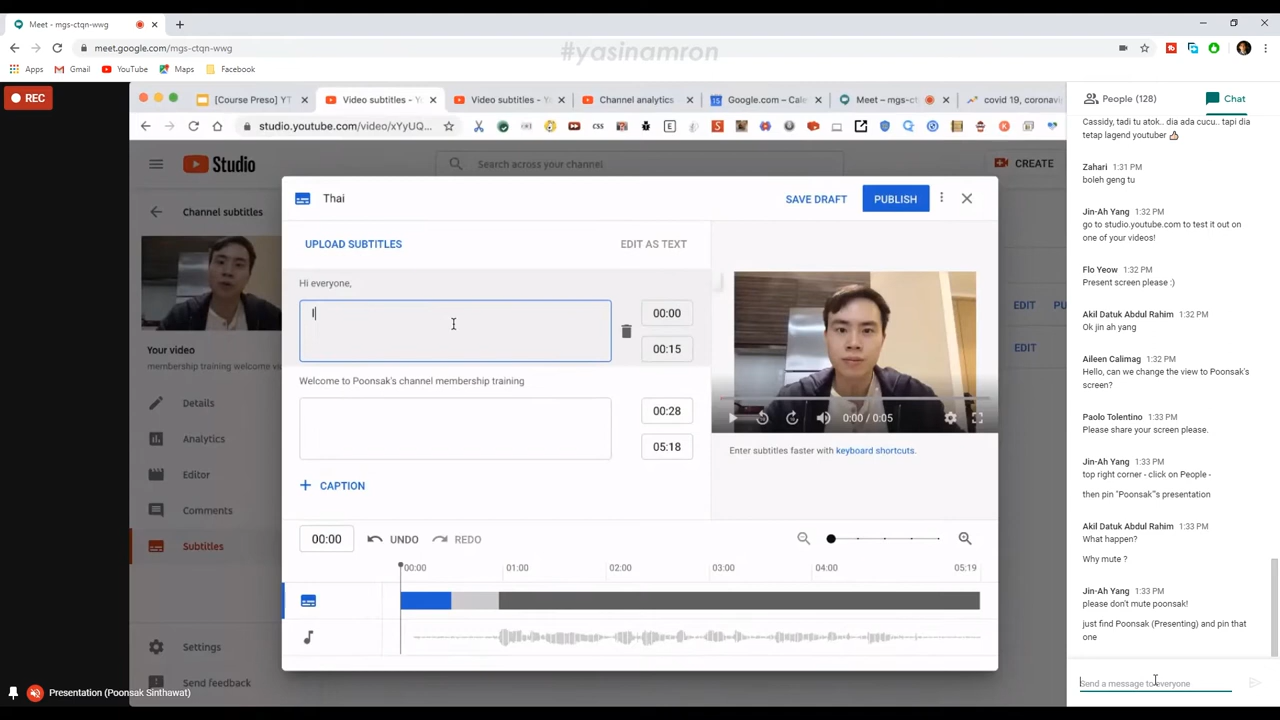 Meet - mgs-ctqn-wwg
meet.google.com/mgs-ctqn-wwg
#yasinamron
Apps
Gmail
YouTube
Maps
Facebook
REC
[Course Preso] YT
Video subtitles - Yo
Video subtitles - Yo
Channel analytics
Google.com – Cale
Meet – mgs-ct
covid 19, coronavi
studio.youtube.com/video/xYyUQ...
Studio
Search across your channel
CREATE
Channel subtitles
Your video
membership training welcome v
Details
Analytics
Editor
Comments
Subtitles
Settings
Send feedback
Thai
SAVE DRAFT
PUBLISH
UPLOAD SUBTITLES
EDIT AS TEXT
Hi everyone,
00:00
00:15
Welcome to Poonsak's channel membership training
00:28
05:18
CAPTION
0:00 / 0:05
Enter subtitles faster with keyboard shortcuts.
00:00
UNDO
REDO
00:00
01:00
02:00
03:00
04:00
05:19
EDIT
PU
EDIT
Presentation (Poonsak Sinthawat)
People (128)
Chat
Cassidy, tadi tu atok.. dia ada cucu.. tapi dia
tetap lagend youtuber 👍
Zahari 1:31 PM
boleh geng tu
Jin-Ah Yang 1:32 PM
go to studio.youtube.com to test it out on
one of your videos!
Flo Yeow 1:32 PM
Present screen please :)
Akil Datuk Abdul Rahim 1:32 PM
Ok jin ah yang
Aileen Calimag 1:32 PM
Hello, can we change the view to Poonsak's
screen?
Paolo Tolentino 1:33 PM
Please share your screen please.
Jin-Ah Yang 1:33 PM
top right corner - click on People -
then pin "Poonsak"'s presentation
Akil Datuk Abdul Rahim 1:33 PM
What happen?
Why mute ?
Jin-Ah Yang 1:33 PM
please don't mute poonsak!
just find Poonsak (Presenting) and pin that
one
Send a message to everyone